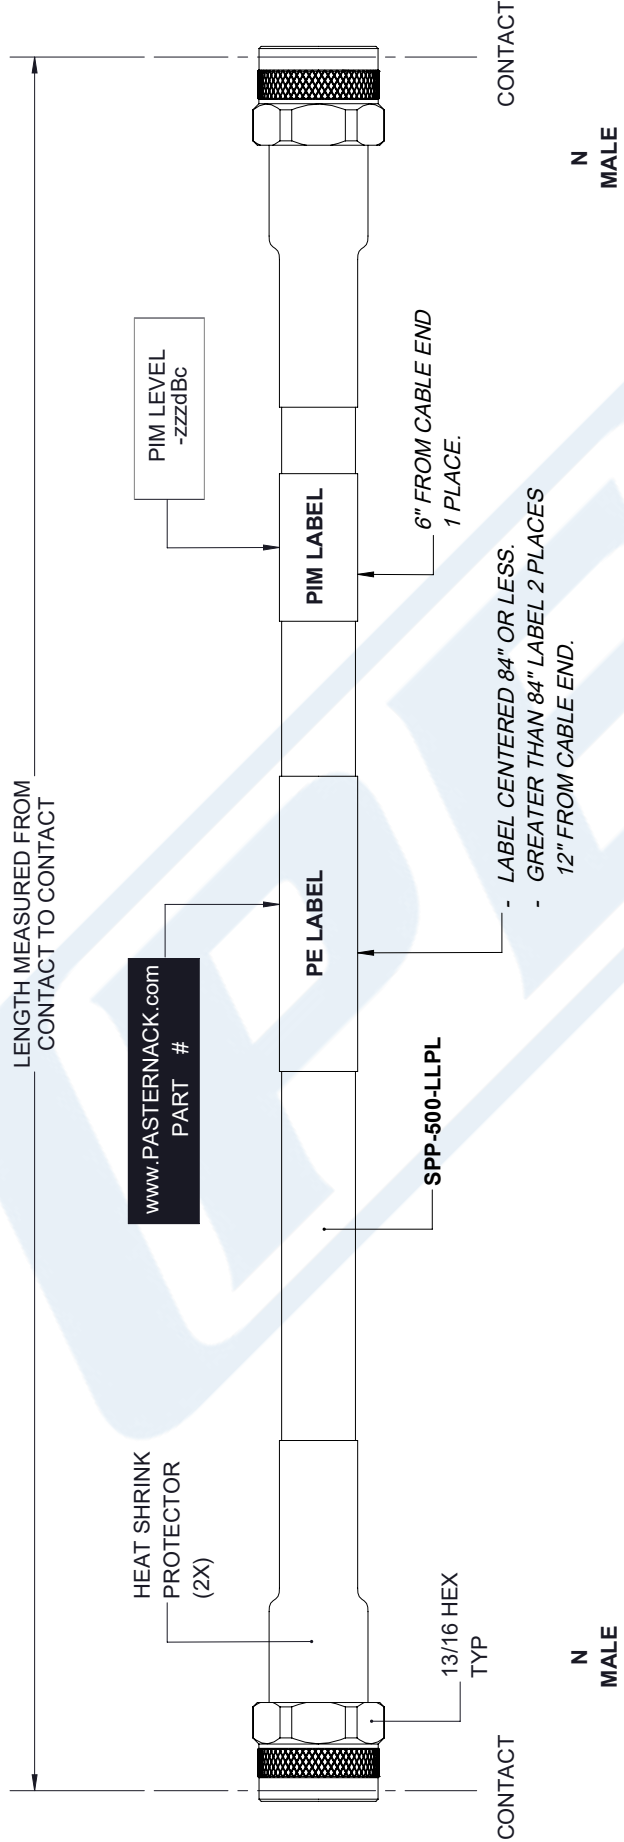 LENGTH MEASURED FROM
CONTACT TO CONTACT
HEAT SHRINK
PROTECTOR
(2X)
www.PASTERNACK.com
PART #
PIM LEVEL
-zzzdBc
PE LABEL
PIM LABEL
13/16 HEX
TYP
SPP-500-LLPL
- LABEL CENTERED 84" OR LESS.
- GREATER THAN 84" LABEL 2 PLACES
12" FROM CABLE END.
6" FROM CABLE END
1 PLACE.
CONTACT
CONTACT
N
MALE
N
MALE